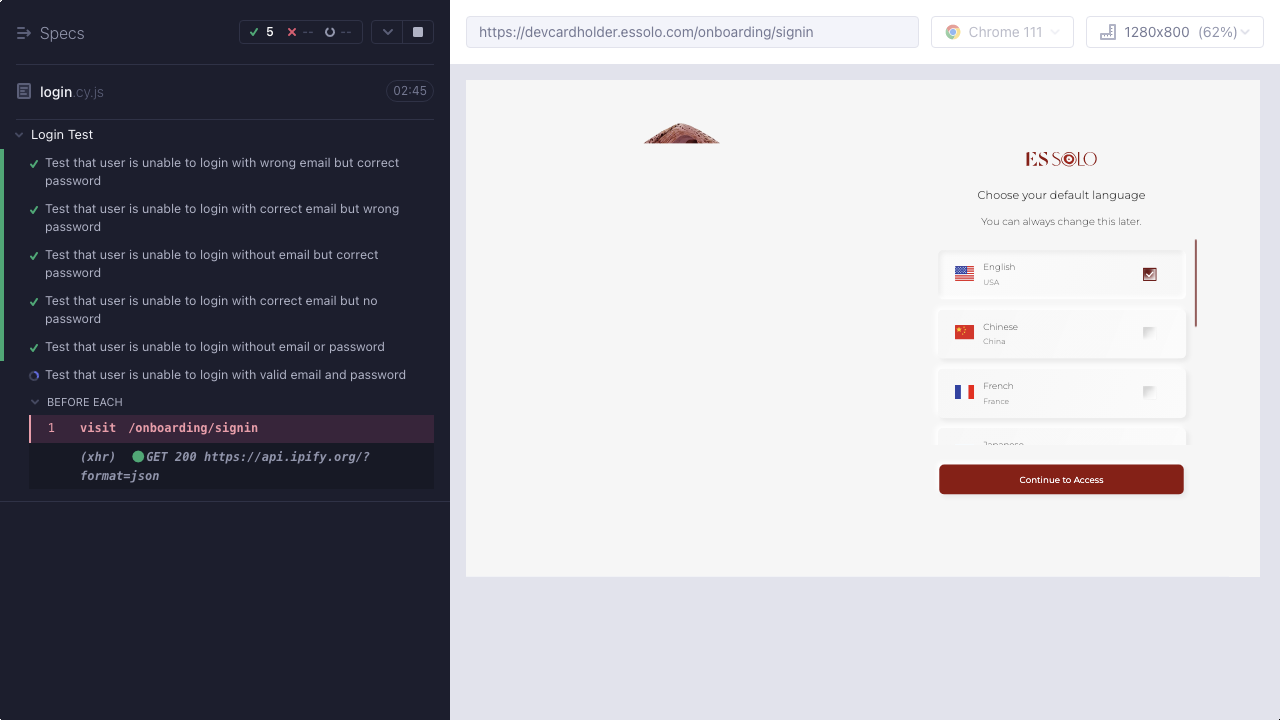 Specs
5
--
--
https://devcardholder.essolo.com/onboarding/signin
Chrome 111
1280x800 (62%)
login.cy.js
02:45
Login Test
Test that user is unable to login with wrong email but correct
password
Test that user is unable to login with correct email but wrong
password
Test that user is unable to login without email but correct
password
Test that user is unable to login with correct email but no
password
Test that user is unable to login without email or password
Test that user is unable to login with valid email and password
BEFORE EACH
1 visit /onboarding/signin
(xhr) GET 200 https://api.ipify.org/?
format=json
ES SOLO
Choose your default language
You can always change this later.
English
USA
Chinese
China
French
France
Japanese
Continue to Access